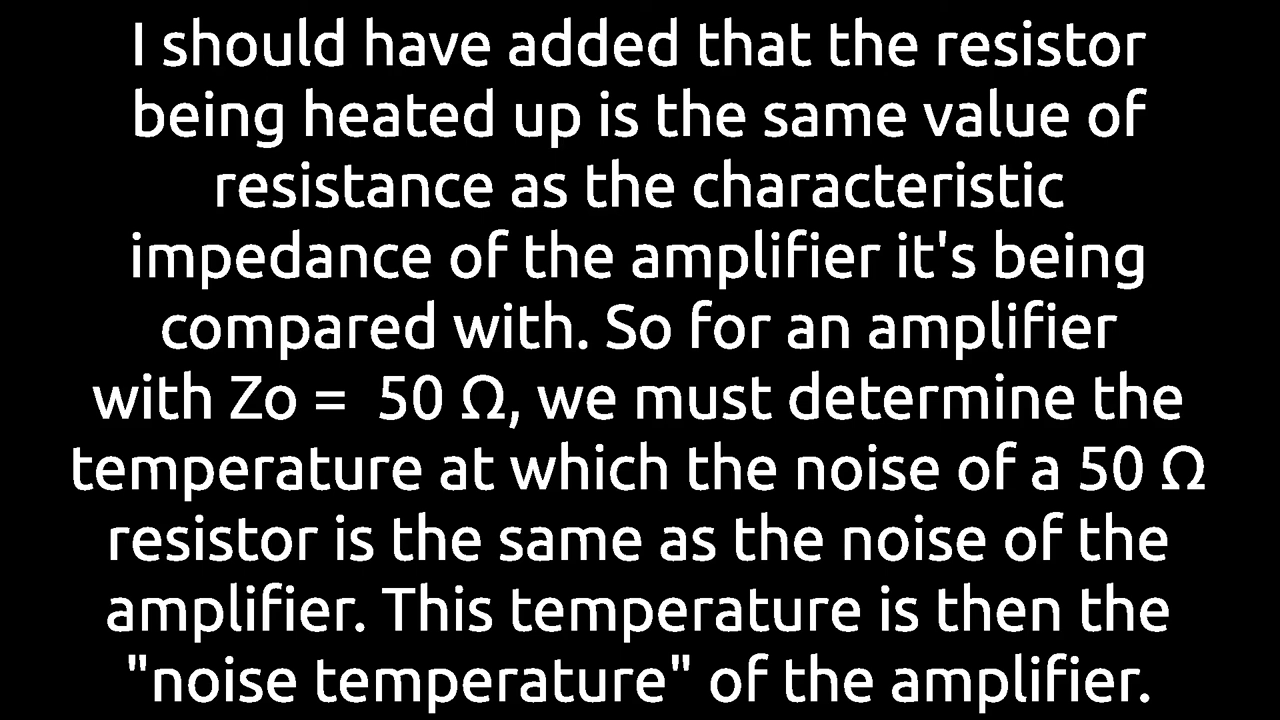 I should have added that the resistor
being heated up is the same value of
resistance as the characteristic
impedance of the amplifier it's being
compared with. So for an amplifier
with Zo =  50 Ω, we must determine the
temperature at which the noise of a 50 Ω
resistor is the same as the noise of the
amplifier. This temperature is then the
"noise temperature" of the amplifier.